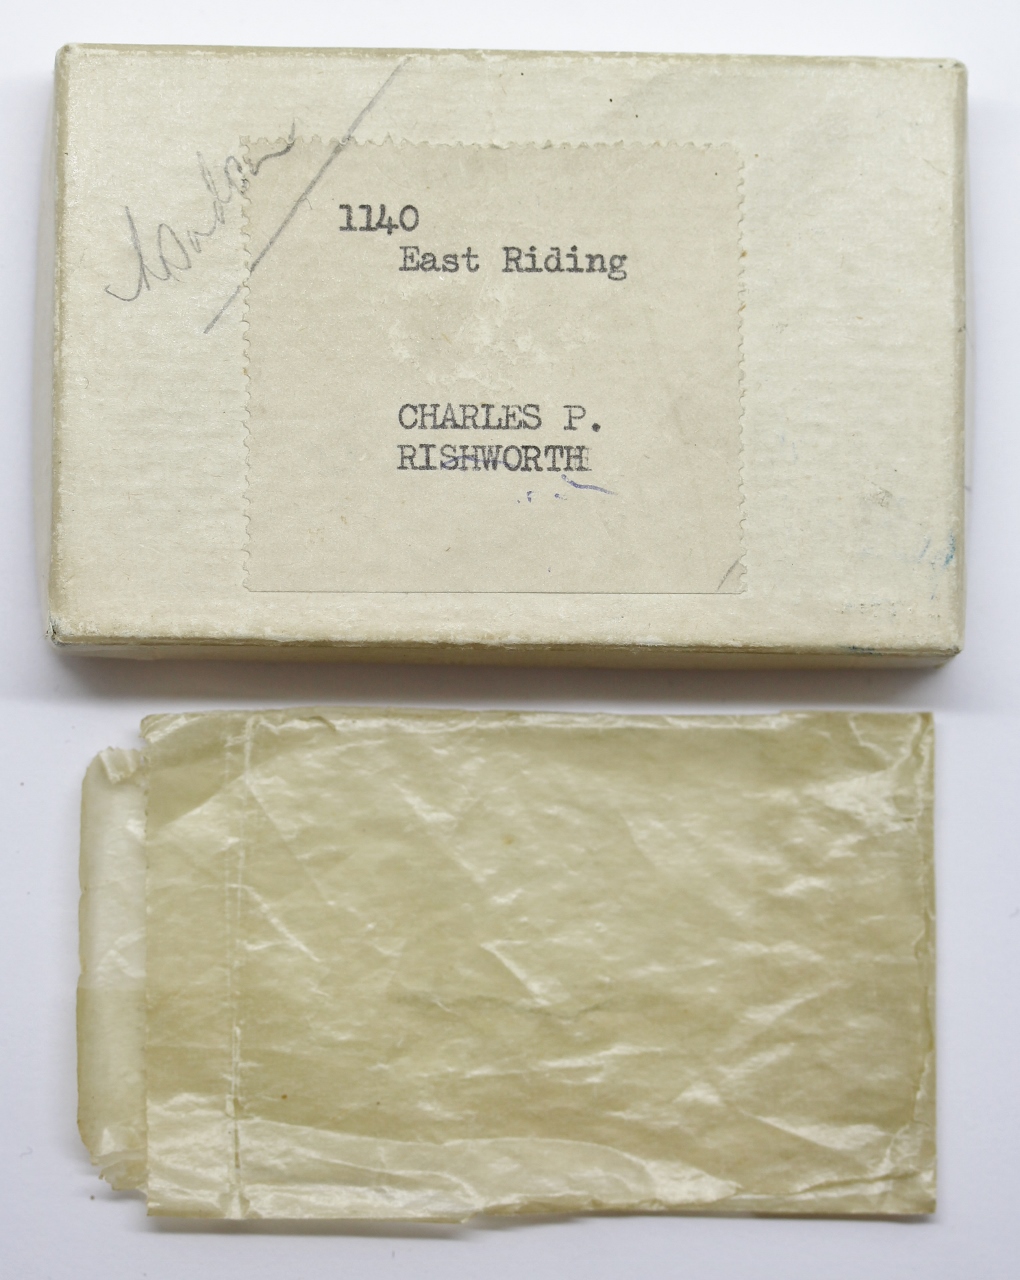 1140
East Riding
CHARLES P.
RISHWORTH